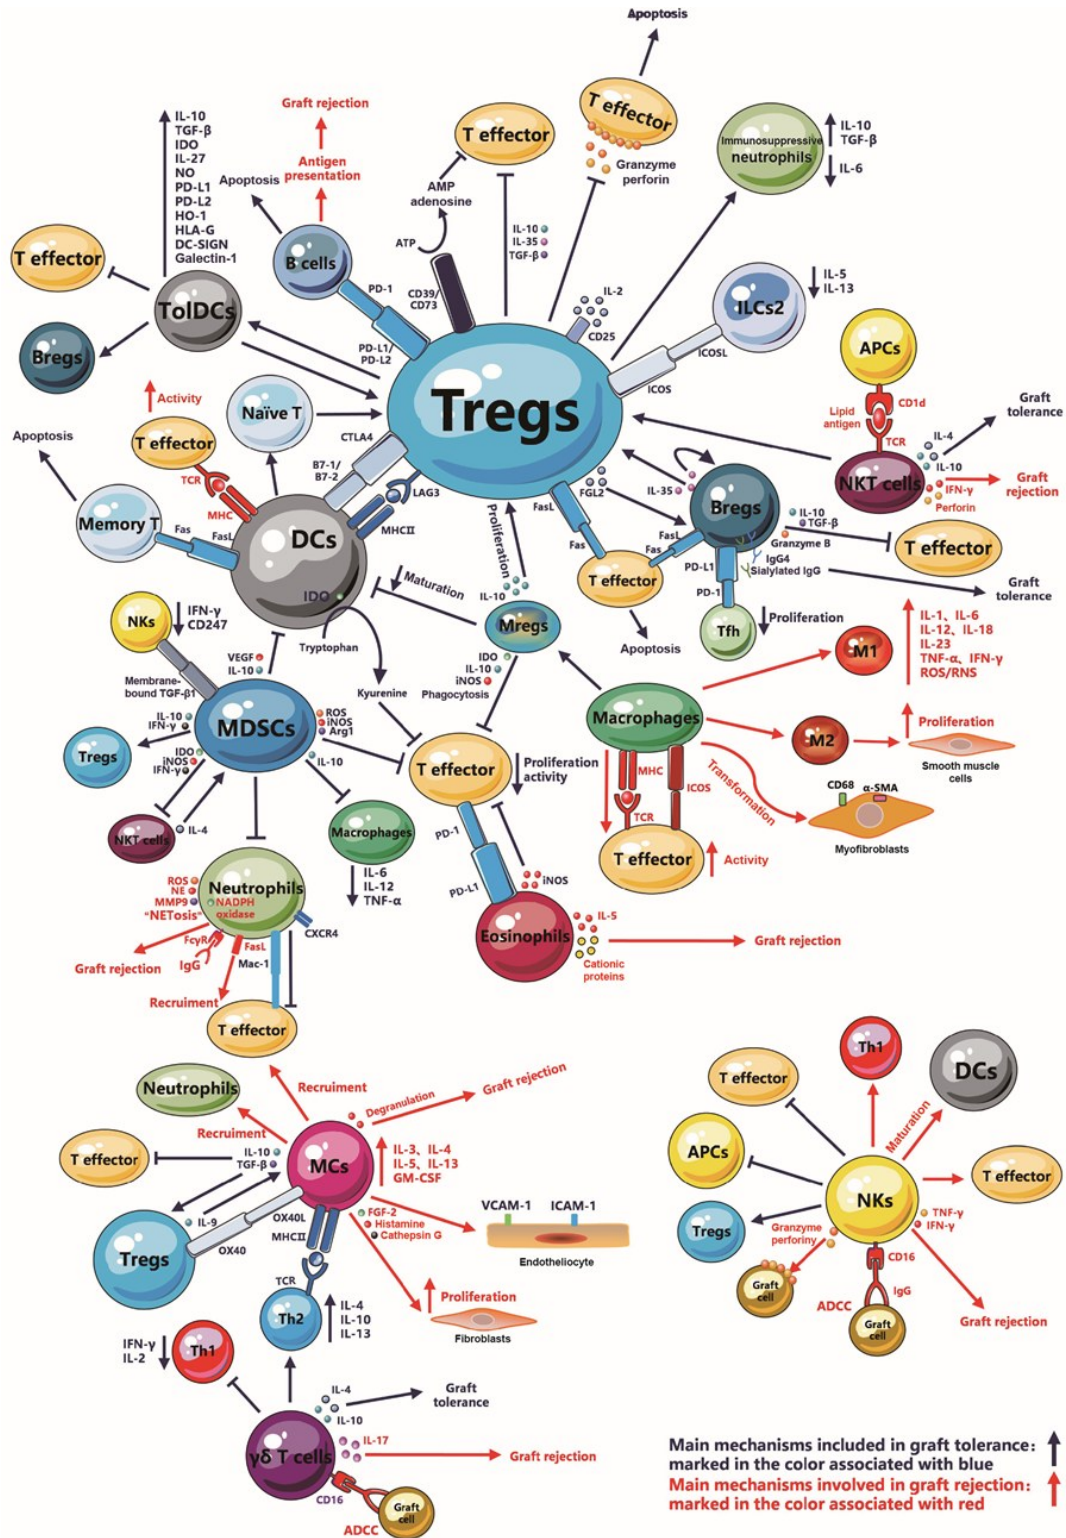 Apoptosis
T effector
Granzyme
perforin
Graft rejection
Antigen
presentation
Apoptosis
B cells
PD-1
PD-L1/
PD-L2
IL-10
TGF-β
IDO
IL-27
NO
PD-L1
PD-L2
HO-1
HLA-G
DC-SIGN
Galectin-1
T effector
TolDCs
Bregs
T effector
AMP
adenosine
ATP
CD39/
CD73
IL-10
IL-35
TGF-β
IL-2
CD25
Immunosuppressive
neutrophils
IL-10
TGF-β
IL-6
ILCs2
IL-5
IL-13
ICOSL
ICOS
Tregs
APCs
CD1d
Lipid
antigen
TCR
NKT cells
IL-4
IL-10
IFN-γ
Perforin
Graft
tolerance
Graft
rejection
Activity
T effector
TCR
MHC
Naïve T
CTLA4
B7-1/
B7-2
LAG3
MHCII
Apoptosis
Memory T
Fas
FasL
DCs
IDO
Tryptophan
Kyurenine
Maturation
Proliferation
IL-10
Mregs
IDO
IL-10
iNOS
Phagocytosis
FGL2
FasL
Fas
IL-35
Bregs
FasL
Fas
T effector
Apoptosis
PD-L1
PD-1
Tfh
Proliferation
IL-10
TGF-β
Granzyme B
IgG4
Sialylated IgG
T effector
Graft
tolerance
NKs
IFN-γ
CD247
Membrane-
bound TGF-β1
VEGF
IL-10
MDSCs
IL-10
IFN-γ
Tregs
IDO
iNOS
IFN-γ
NKT cells
IL-4
ROS
iNOS
Arg1
IL-10
Macrophages
IL-6
IL-12
TNF-α
T effector
Proliferation
activity
PD-1
PD-L1
iNOS
Eosinophils
IL-5
Cationic
proteins
Graft rejection
Macrophages
MHC
TCR
ICOS
T effector
Activity
Transformation
M1
IL-1、IL-6
IL-12、IL-18
IL-23
TNF-α、IFN-γ
ROS/RNS
M2
Proliferation
Smooth muscle
cells
CD68
α-SMA
Myofibroblasts
Neutrophils
ROS
NE
MMP9
NADPH
oxidase
"NETosis"
CXCR4
FcγR
FasL
Mac-1
IgG
Graft rejection
Recruiment
T effector
Neutrophils
Recruiment
Recruiment
Degranulation
Graft rejection
MCs
IL-3、IL-4
IL-5、IL-13
GM-CSF
T effector
IL-10
TGF-β
IL-9
Tregs
OX40L
OX40
MHCII
TCR
Th2
IL-4
IL-10
IL-13
FGF-2
Histamine
Cathepsin G
VCAM-1
ICAM-1
Endotheliocyte
Proliferation
Fibroblasts
IFN-γ
IL-2
Th1
γδ T cells
IL-4
IL-10
IL-17
Graft
tolerance
Graft rejection
CD16
ADCC
Graft
cell
Th1
DCs
T effector
Maturation
APCs
NKs
T effector
Tregs
TNF-γ
IFN-γ
Granzyme
perforiny
Graft
cell
CD16
IgG
ADCC
Graft
cell
Graft rejection
Main mechanisms included in graft tolerance:
marked in the color associated with blue
Main mechanisms involved in graft rejection:
marked in the color associated with red